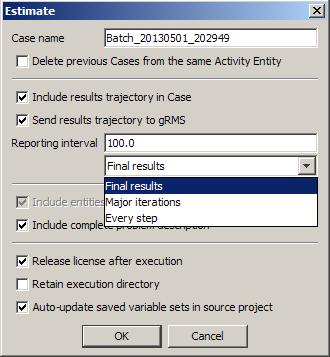 Estimate
Case name Batch_20130501_202949
Delete previous Cases from the same Activity Entity
Include results trajectory in Case
Send results trajectory to gRMS
Reporting interval 100.0
Final results
Final results
Major iterations
Every step
Include entities
Include complete problem description
Release license after execution
Retain execution directory
Auto-update saved variable sets in source project
OK Cancel